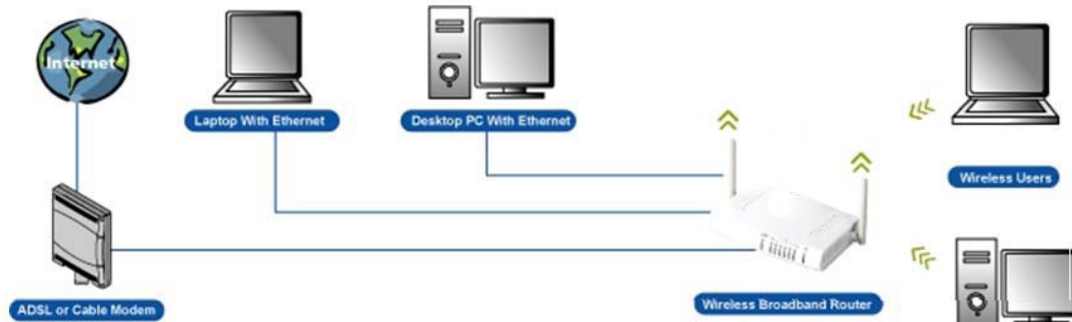 Internet
Laptop With Ethernet
Desktop PC With Ethernet
Wireless Users
ADSL or Cable Modem
Wireless Broadband Router